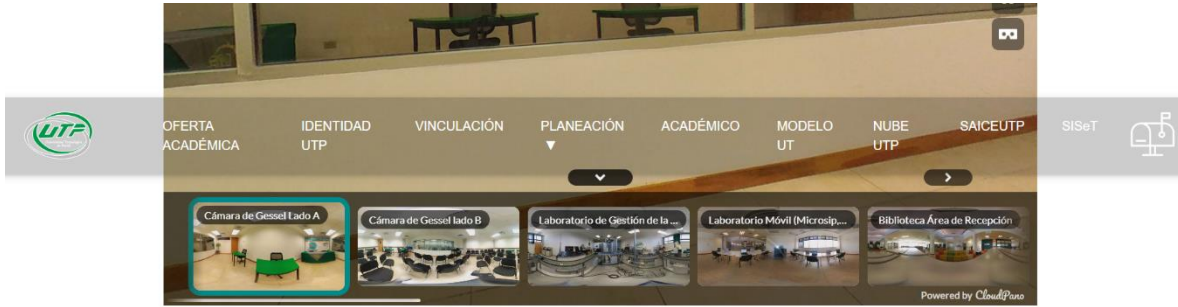 UTP
OFERTA
ACADÉMICA
IDENTIDAD
UTP
VINCULACIÓN
PLANEACIÓN
▼
ACADÉMICO
MODELO
UT
NUBE
UTP
SAICEUTP
SISeT
Cámara de Gessel Lado A
Cámara de Gessel lado B
Laboratorio de Gestión de la ...
Laboratorio Móvil (Microsip,...
Biblioteca Área de Recepción
Powered by CloudPano